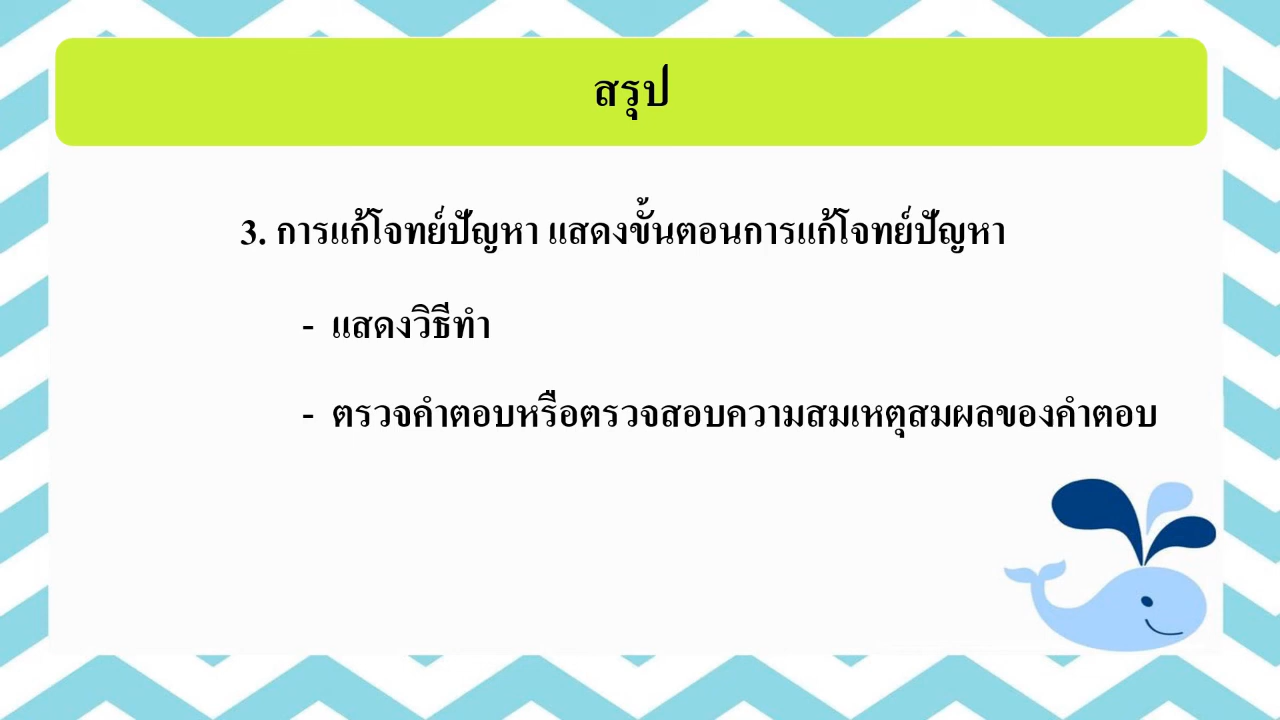 สรุป
3. การแก้โจทย์ปัญหา แสดงขั้นตอนการแก้โจทย์ปัญหา
- แสดงวิธีทำ
- ตรวจคำตอบหรือตรวจสอบความสมเหตุสมผลของคำตอบ